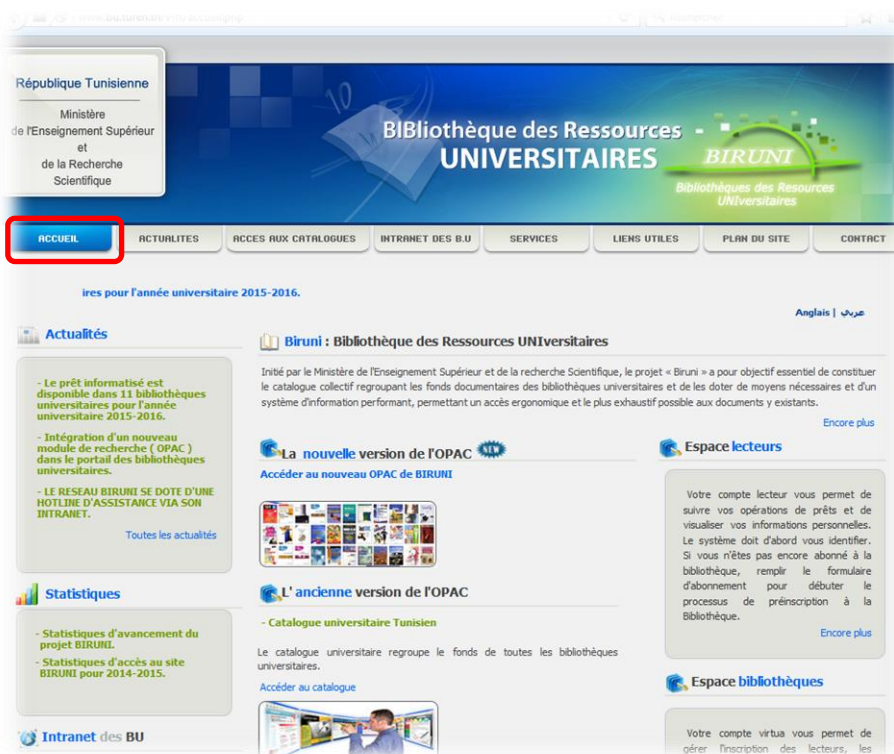 République Tunisienne
Ministère
de l'Enseignement Supérieur
et
de la Recherche
Scientifique
10
BIBliothèque des Ressources -
UNIVERSITAIRES
BIRUNI
Bibliothèques des Resources
UNIversitaires
ACCUEIL
ACTUALITES
ACCES AUX CATALOGUES
INTRANET DES B.U
SERVICES
LIENS UTILES
PLAN DU SITE
CONTACT
ires pour l'année universitaire 2015-2016.
Anglais | عربي
Actualités
- Le prêt informatisé est
disponible dans 11 bibliothèques
universitaires pour l'année
universitaire 2015-2016.
- Intégration d'un nouveau
module de recherche ( OPAC )
dans le portail des bibliothèques
universitaires.
- LE RESEAU BIRUNI SE DOTE D'UNE
HOTLINE D'ASSISTANCE VIA SON
INTRANET.
Toutes les actualités
Statistiques
- Statistiques d'avancement du
projet BIRUNI.
- Statistiques d'accès au site
BIRUNI pour 2014-2015.
Intranet des BU
Biruni : Bibliothèque des Ressources UNIversitaires
Initié par le Ministère de l'Enseignement Supérieur et de la recherche Scientifique, le projet « Biruni » a pour objectif essentiel de constituer
le catalogue collectif regroupant les fonds documentaires des bibliothèques universitaires et de les doter de moyens nécessaires et d'un
système d'information performant, permettant un accès ergonomique et le plus exhaustif possible aux documents y existants.
Encore plus
La nouvelle version de l'OPAC NEW
Accéder au nouveau OPAC de BIRUNI
L' ancienne version de l'OPAC
- Catalogue universitaire Tunisien
Le catalogue universitaire regroupe le fonds de toutes les bibliothèques
universitaires.
Accéder au catalogue
Espace lecteurs
Votre compte lecteur vous permet de
suivre vos opérations de prêts et de
visualiser vos informations personnelles.
Le système doit d'abord vous identifier.
Si vous n'êtes pas encore abonné à la
bibliothèque, remplir le formulaire
d'abonnement pour débuter le
processus de préinscription à la
Bibliothèque.
Encore plus
Espace bibliothèques
Votre compte virtua vous permet de
gérer l'inscription des lecteurs, les